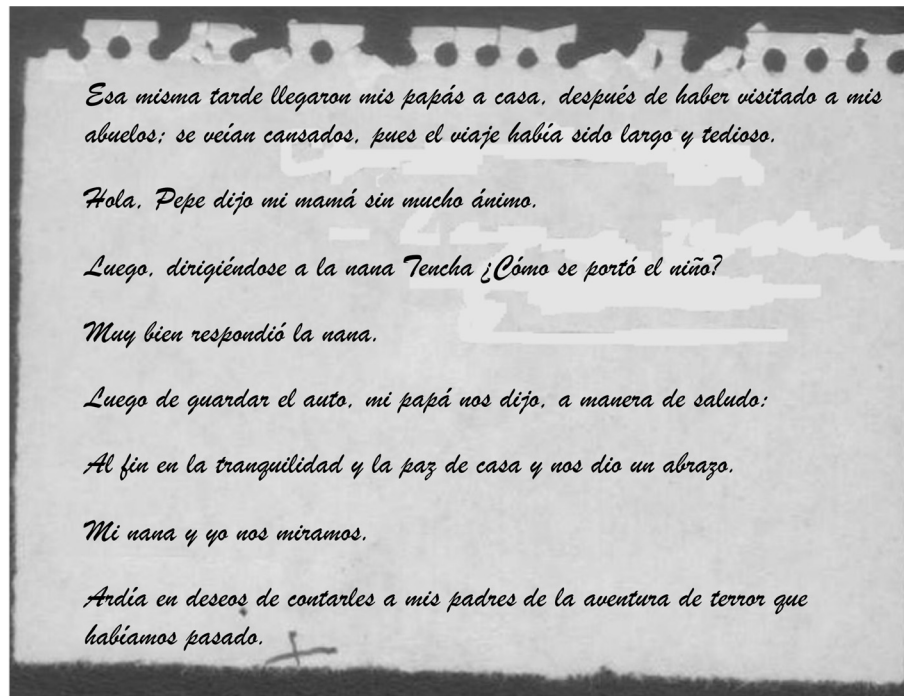 Esa misma tarde llegaron mis papás a casa, después de haber visitado a mis
abuelos; se veían cansados, pues el viaje había sido largo y tedioso.
Hola, Pepe dijo mi mamá sin mucho ánimo.
Luego, dirigiéndose a la nana Tencha ¿Cómo se portó el niño?
Muy bien respondió la nana.
Luego de guardar el auto, mi papá nos dijo, a manera de saludo:
Al fin en la tranquilidad y la paz de casa y nos dio un abrazo.
Mi nana y yo nos miramos.
Ardía en deseos de contarles a mis padres de la aventura de terror que
habíamos pasado.